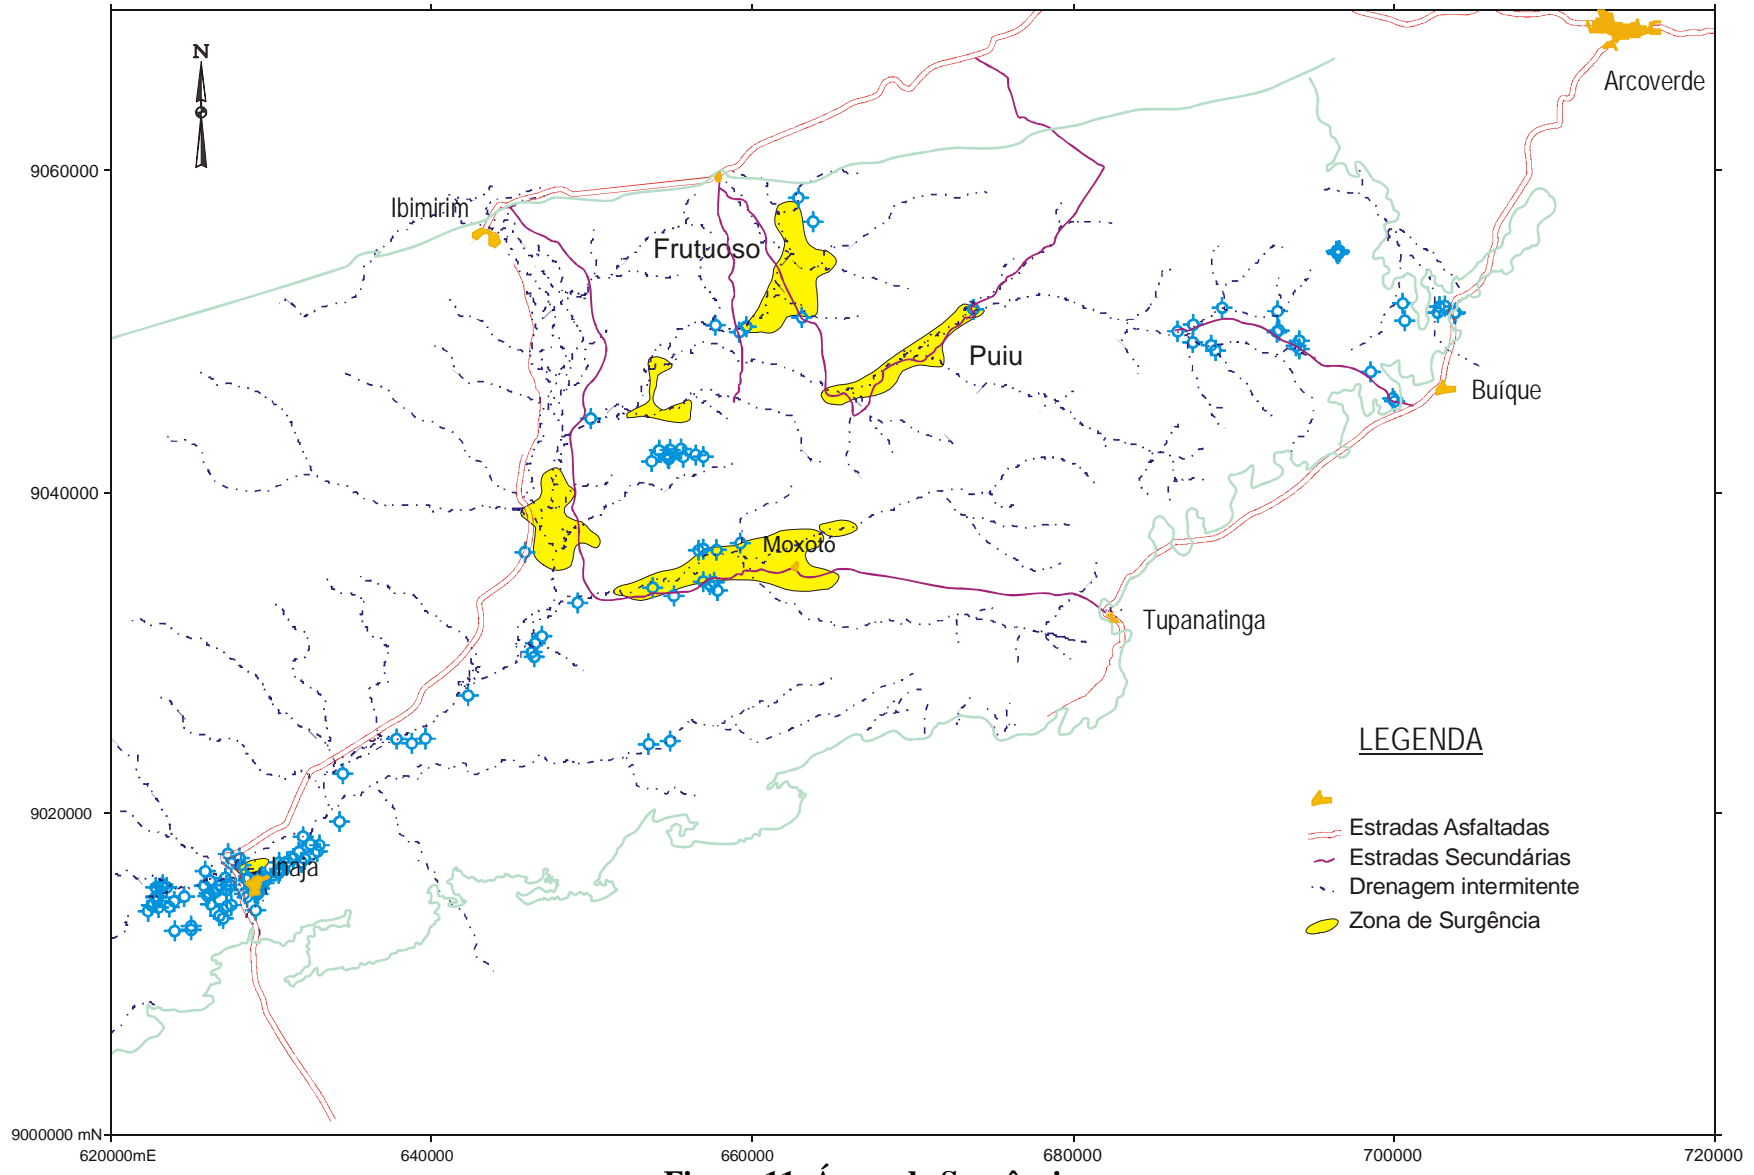 N
Arcoverde
9060000
Ibimirim
Frutuoso
Puiu
Buíque
9040000
Moxotó
Tupanatinga
LEGENDA
9020000
Estradas Asfaltadas
Inajá
Estradas Secundárias
Drenagem intermitente
Zona de Surgência
9000000 mN
620000mE
640000
660000
680000
700000
720000